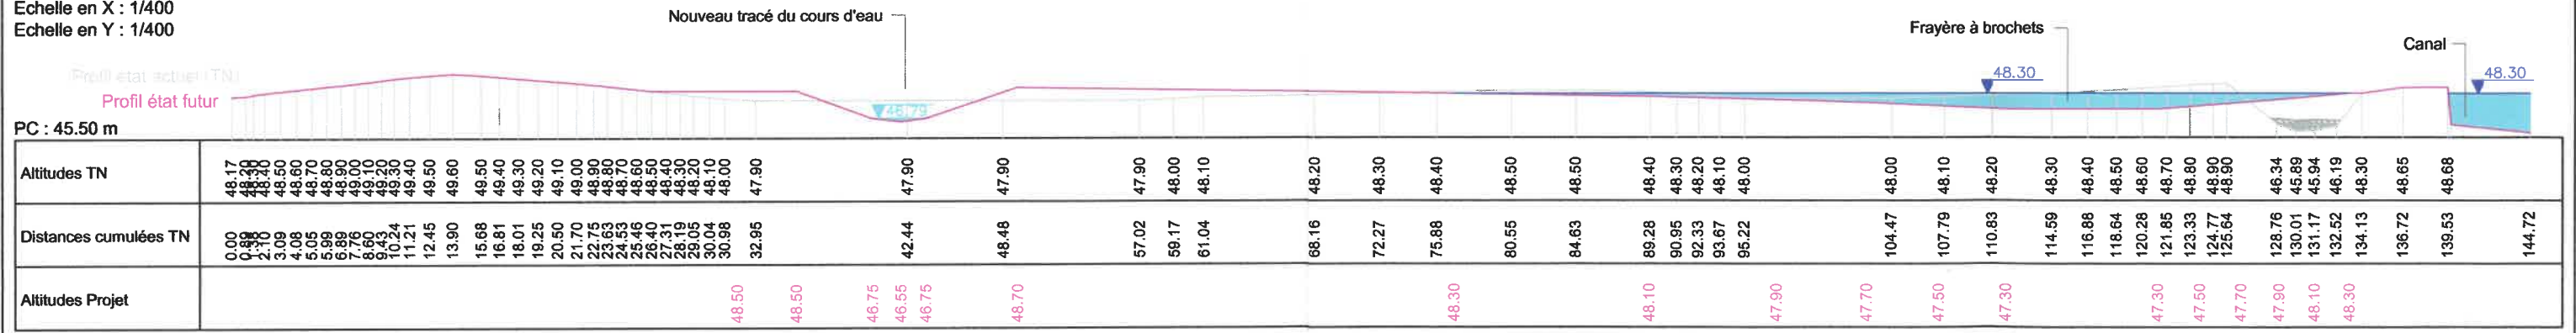 Echelle en X : 1/400
Echelle en Y : 1/400
Nouveau tracé du cours d'eau
Frayère à brochets
Canal
Profil état actuel (TN)
Profil état futur
46.79
48.30
48.30
PC : 45.50 m
Altitudes TN 48.17 48.20 48.30 48.40 48.50 48.60 48.70 48.80 48.90 49.00 49.10 49.20 49.30 49.40 49.50 49.60 49.50 49.40 49.30 49.20 49.10 49.00 48.90 48.80 48.70 48.60 48.50 48.40 48.30 48.20 48.10 48.00 47.90 47.90 47.90 47.90 48.00 48.10 48.20 48.30 48.40 48.50 48.50 48.40 48.30 48.20 48.10 48.00 48.00 48.10 48.20 48.30 48.40 48.50 48.60 48.70 48.80 48.90 48.90 46.34 45.89 45.94 46.19 48.30 48.65 48.68
Distances cumulées TN 0.00 0.89 1.38 2.10 3.09 4.08 5.05 5.99 6.89 7.76 8.60 9.43 10.24 11.21 12.45 13.90 15.68 16.81 18.01 19.25 20.50 21.70 22.75 23.63 24.53 25.46 26.40 27.31 28.19 29.05 30.04 30.98 32.95 42.44 48.48 57.02 59.17 61.04 68.16 72.27 75.88 80.55 84.63 89.28 90.95 92.33 93.67 95.22 104.47 107.79 110.83 114.59 116.88 118.64 120.28 121.85 123.33 124.77 125.64 128.76 130.01 131.17 132.52 134.13 136.72 139.53 144.72
Altitudes Projet 48.50 48.50 46.75 46.55 46.75 48.70 48.30 48.10 47.90 47.70 47.50 47.30 47.30 47.50 47.70 47.90 48.10 48.30